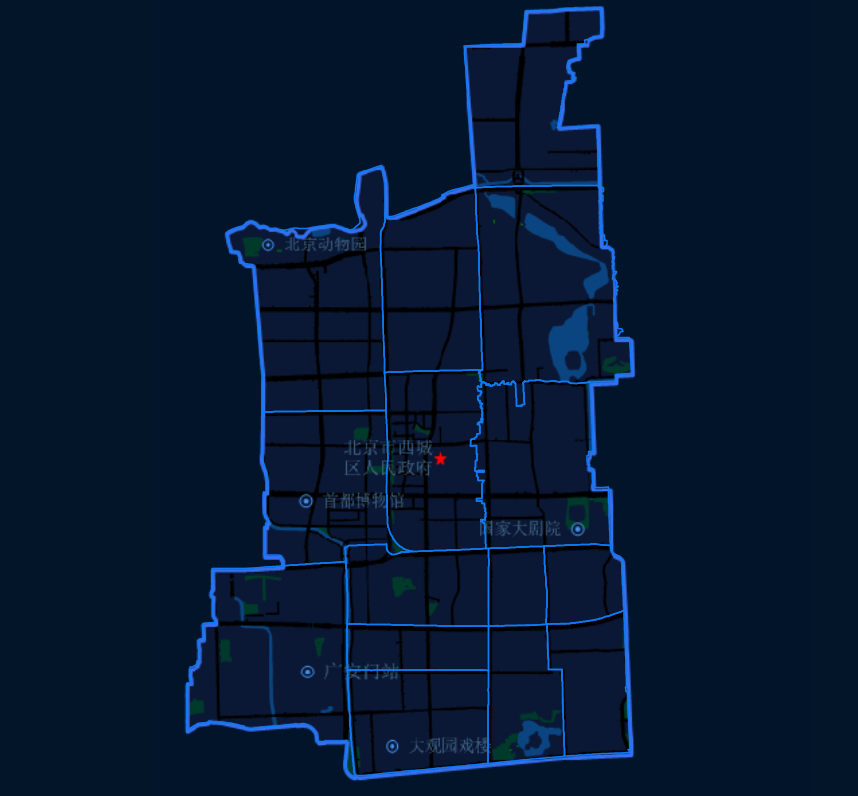 北京动物园
北京市西城
区人民政府
首都博物馆
国家大剧院
广安门站
大观园戏楼